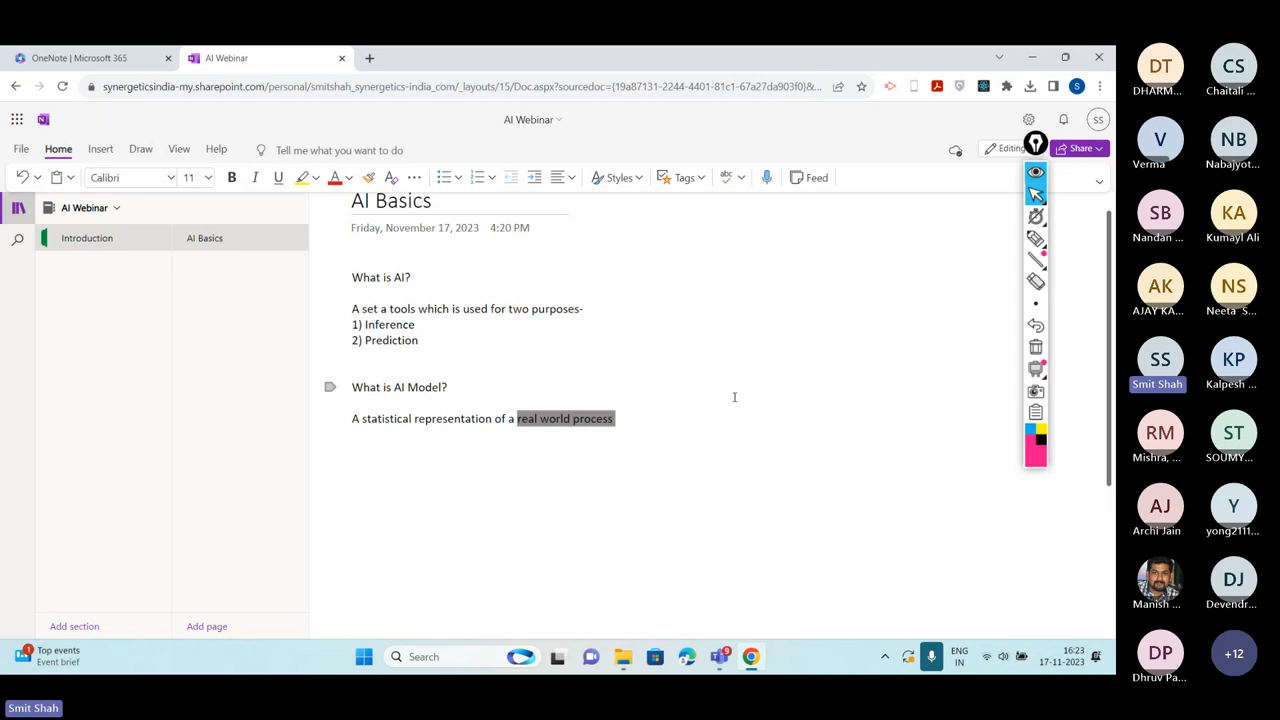 OneNote | Microsoft 365
AI Webinar
synergeticsindia-my.sharepoint.com/personal/smitshah_synergetics-india_com/_layouts/15/Doc.aspx?sourcedoc={19a87131-2244-4401-81c1-67a27da903f0}&...
S
AI Webinar
SS
File
Home
Insert
Draw
View
Help
Tell me what you want to do
Editing
Share
Calibri
11
B
I
U
A
Styles
Tags
Feed
AI Webinar
Introduction
AI Basics
AI Basics
Friday, November 17, 2023 4:20 PM
What is AI?
A set a tools which is used for two purposes-
1) Inference
2) Prediction
What is AI Model?
A statistical representation of a real world process
Add section
Add page
1
Top events
Event brief
Search
9
ENG
IN
16:23
17-11-2023
DT
DHARM...
CS
Chaitali ...
V
Verma
NB
Nabajyot...
SB
Nandan ...
KA
Kumayl Ali
AK
AJAY KA...
NS
Neeta S...
SS
Smit Shah
KP
Kalpesh ...
RM
Mishra, ...
ST
SOUMY...
AJ
Archi Jain
Y
yong2111...
Manish ...
DJ
Devendr...
DP
Dhruv Pa...
+12
Smit Shah